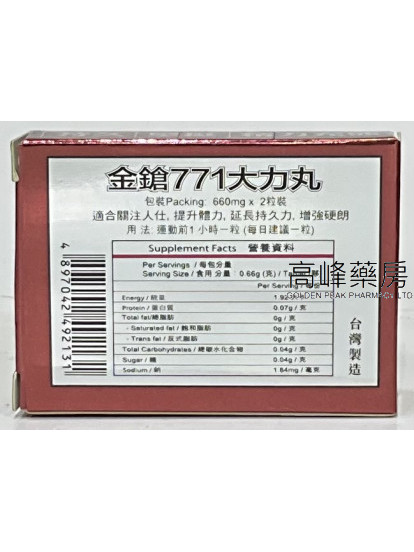 金鎗771大力丸
包裝Packing: 660mg x 2粒裝
適合關注人仕, 提升體力, 延長持久力, 增強硬朗
用 法: 運動前1小時一粒 (每日建議一粒)
Supplement Facts 營養資料
Per Servings / 每包分量
Serving Size / 食用 分量 0.66g (克) /
Per Serving /
Energy / 能量
Protein / 蛋白質 0.07g / 克
Total fat/總脂肪 0g / 克
- Saturated fat / 飽和脂肪 0g / 克
- Trans fat / 反式脂肪 0g / 克
Total Carbohydrates / 總碳水化合物 0.04g / 克
Sugar / 糖 0.04g / 克
Sodium / 鈉 1.64mg / 毫克
台灣製造
4 897042 492131
高峰藥房
GOLDEN PEAK PHARMACY LTD